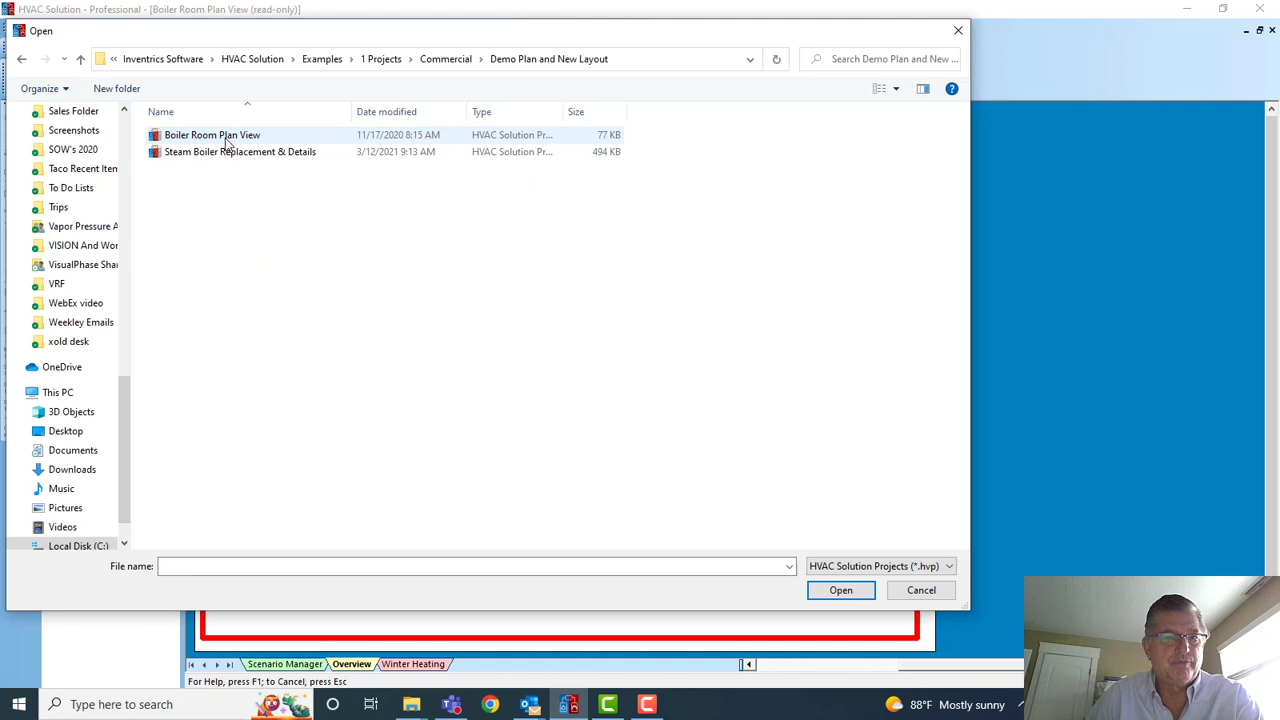 HVAC Solution - Professional - [Boiler Room Plan View (read-only)]
Open
« Inventrics Software > HVAC Solution > Examples > 1 Projects > Commercial > Demo Plan and New Layout
Search Demo Plan and New ...
Organize
New folder
Name
Date modified
Type
Size
Boiler Room Plan View 11/17/2020 8:15 AM HVAC Solution Pr... 77 KB
Steam Boiler Replacement & Details 3/12/2021 9:13 AM HVAC Solution Pr... 494 KB
Sales Folder
Screenshots
SOW's 2020
Taco Recent Item
To Do Lists
Trips
Vapor Pressure A
VISION And Wor
VisualPhase Sha
VRF
WebEx video
Weekley Emails
xold desk
OneDrive
This PC
3D Objects
Desktop
Documents
Downloads
Music
Pictures
Videos
Local Disk (C:)
File name:
HVAC Solution Projects (*.hvp)
Open
Cancel
Scenario Manager
Overview
Winter Heating
For Help, press F1; to Cancel, press Esc
Type here to search
88°F Mostly sunny